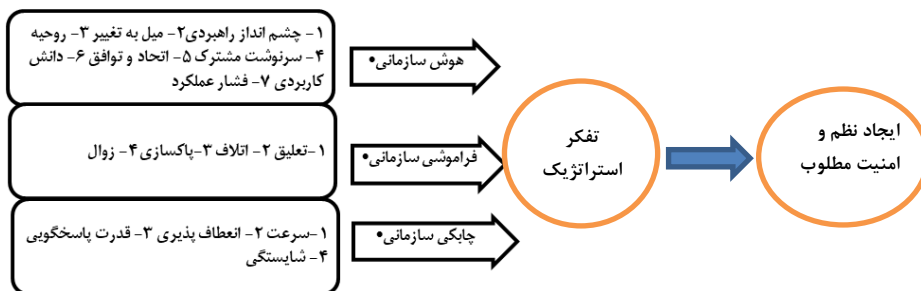 ۱- چشم انداز راهبردی۲- میل به تغییر ۳- روحیه
۴- سرنوشت مشترک ۵- اتحاد و توافق ۶- دانش
کاربردی ۷- فشار عملکرد
هوش سازمانی•
۱-تعلیق ۲- اتلاف ۳-پاکسازی ۴- زوال
فراموشی سازمانی•
۱-سرعت ۲- انعطاف پذیری ۳- قدرت پاسخگویی
۴- شایستگی
چابکی سازمانی•
تفکر
استراتژیک
ایجاد نظم و
امنیت مطلوب